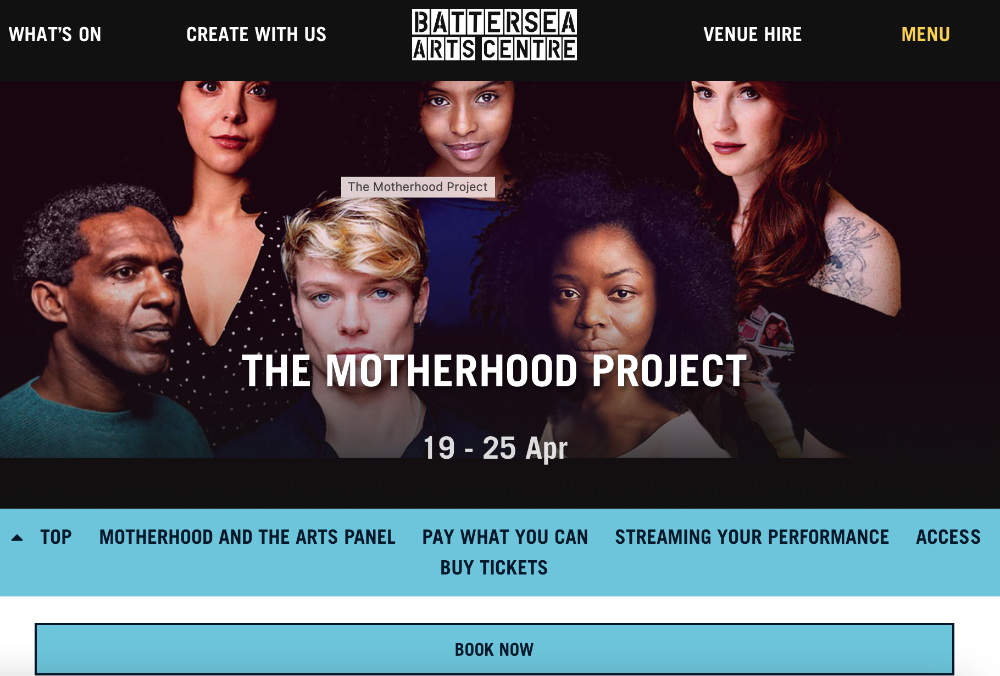 WHAT'S ON
CREATE WITH US
BATTERSEA
ARTS CENTRE
VENUE HIRE
MENU
The Motherhood Project
THE MOTHERHOOD PROJECT
19 - 25 Apr
TOP
MOTHERHOOD AND THE ARTS PANEL
PAY WHAT YOU CAN
STREAMING YOUR PERFORMANCE
ACCESS
BUY TICKETS
BOOK NOW